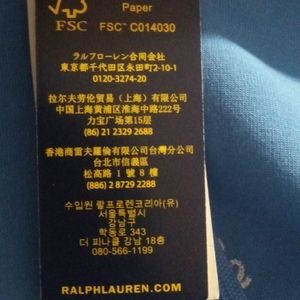 Paper
FSC
FSC™ C014030
ラルフローレン合同会社
東京都千代田区永田町2-10-1
0120-3274-20
拉尔夫劳伦贸易（上海）有限公司
中国上海黄浦区淮海中路222号
力宝广场第15层
(86) 21 2329 2688
香港商雷夫羅倫有限公司台灣分公司
台北市信義區
松高路 1 號 8 樓
(886) 2 8729 2288
수입원 랄프로렌코리아(유)
서울특별시
강남구
학동로 343
더 피나클 강남 18층
080-566-1199
RALPHLAUREN.COM